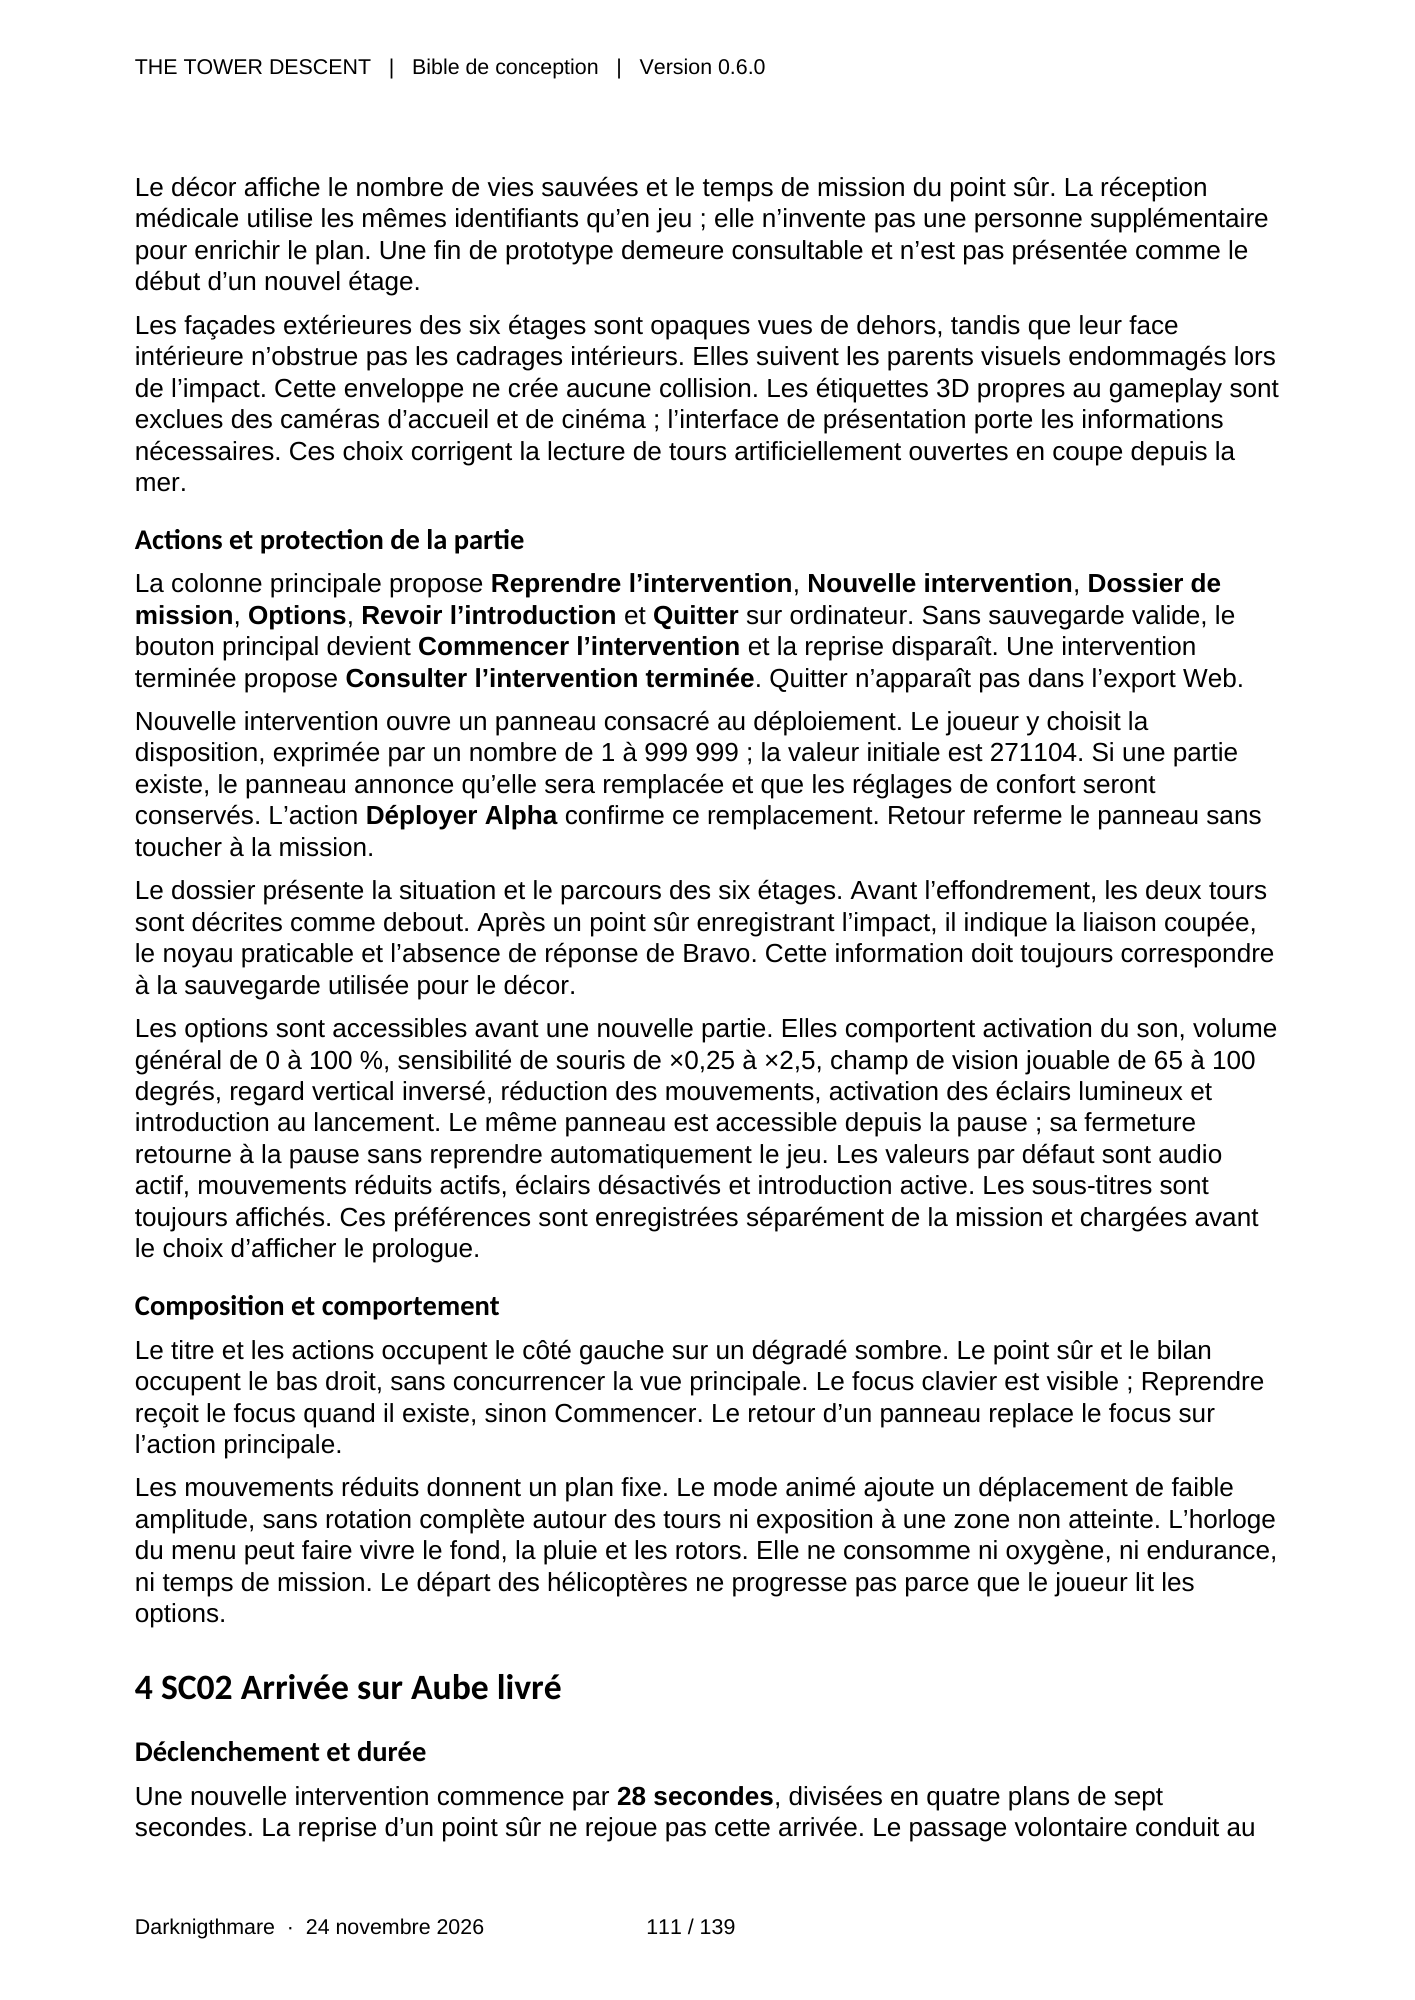 THE TOWER DESCENT | Bible de conception | Version 0.6.0
Le décor affiche le nombre de vies sauvées et le temps de mission du point sûr. La réception
médicale utilise les mêmes identifiants qu’en jeu ; elle n’invente pas une personne supplémentaire
pour enrichir le plan. Une fin de prototype demeure consultable et n’est pas présentée comme le
début d’un nouvel étage.
Les façades extérieures des six étages sont opaques vues de dehors, tandis que leur face
intérieure n’obstrue pas les cadrages intérieurs. Elles suivent les parents visuels endommagés lors
de l’impact. Cette enveloppe ne crée aucune collision. Les étiquettes 3D propres au gameplay sont
exclues des caméras d’accueil et de cinéma ; l’interface de présentation porte les informations
nécessaires. Ces choix corrigent la lecture de tours artificiellement ouvertes en coupe depuis la
mer.
Actions et protection de la partie
La colonne principale propose Reprendre l’intervention, Nouvelle intervention, Dossier de
mission, Options, Revoir l’introduction et Quitter sur ordinateur. Sans sauvegarde valide, le
bouton principal devient Commencer l’intervention et la reprise disparaît. Une intervention
terminée propose Consulter l’intervention terminée. Quitter n’apparaît pas dans l’export Web.
Nouvelle intervention ouvre un panneau consacré au déploiement. Le joueur y choisit la
disposition, exprimée par un nombre de 1 à 999 999 ; la valeur initiale est 271104. Si une partie
existe, le panneau annonce qu’elle sera remplacée et que les réglages de confort seront
conservés. L’action Déployer Alpha confirme ce remplacement. Retour referme le panneau sans
toucher à la mission.
Le dossier présente la situation et le parcours des six étages. Avant l’effondrement, les deux tours
sont décrites comme debout. Après un point sûr enregistrant l’impact, il indique la liaison coupée,
le noyau praticable et l’absence de réponse de Bravo. Cette information doit toujours correspondre
à la sauvegarde utilisée pour le décor.
Les options sont accessibles avant une nouvelle partie. Elles comportent activation du son, volume
général de 0 à 100 %, sensibilité de souris de ×0,25 à ×2,5, champ de vision jouable de 65 à 100
degrés, regard vertical inversé, réduction des mouvements, activation des éclairs lumineux et
introduction au lancement. Le même panneau est accessible depuis la pause ; sa fermeture
retourne à la pause sans reprendre automatiquement le jeu. Les valeurs par défaut sont audio
actif, mouvements réduits actifs, éclairs désactivés et introduction active. Les sous-titres sont
toujours affichés. Ces préférences sont enregistrées séparément de la mission et chargées avant
le choix d’afficher le prologue.
Composition et comportement
Le titre et les actions occupent le côté gauche sur un dégradé sombre. Le point sûr et le bilan
occupent le bas droit, sans concurrencer la vue principale. Le focus clavier est visible ; Reprendre
reçoit le focus quand il existe, sinon Commencer. Le retour d’un panneau replace le focus sur
l’action principale.
Les mouvements réduits donnent un plan fixe. Le mode animé ajoute un déplacement de faible
amplitude, sans rotation complète autour des tours ni exposition à une zone non atteinte. L’horloge
du menu peut faire vivre le fond, la pluie et les rotors. Elle ne consomme ni oxygène, ni endurance,
ni temps de mission. Le départ des hélicoptères ne progresse pas parce que le joueur lit les
options.
4 SC02 Arrivée sur Aube livré
Déclenchement et durée
Une nouvelle intervention commence par 28 secondes, divisées en quatre plans de sept
secondes. La reprise d’un point sûr ne rejoue pas cette arrivée. Le passage volontaire conduit au
Darknigthmare · 24 novembre 2026 111 / 139